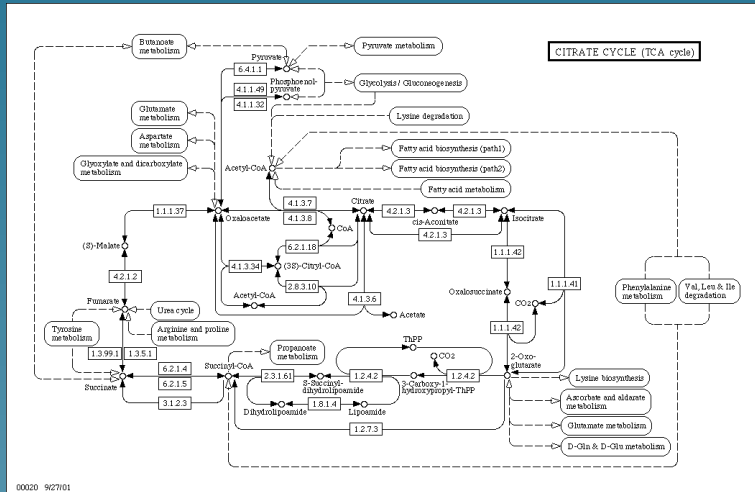 CITRATE CYCLE (TCA cycle)
Butanoate
metabolism
Pyruvate
Pyruvate metabolism
6.4.1.1
Phosphoenol-
pyruvate
4.1.1.49
4.1.1.32
Glycolysis / Gluconeogenesis
Glutamate
metabolism
Lysine degradation
Aspartate
metabolism
Fatty acid biosynthesis (path1)
Glyoxylate and dicarboxylate
metabolism
Acetyl-CoA
Fatty acid biosynthesis (path2)
Fatty acid metabolism
1.1.1.37
Oxaloacetate
4.1.3.7
4.1.3.8
Citrate
4.2.1.3
cis-Aconitate
4.2.1.3
Isocitrate
4.2.1.3
CoA
(S)-Malate
6.2.1.18
1.1.1.42
4.1.3.34
(3S)-Citryl-CoA
4.2.1.2
2.8.3.10
Oxalosuccinate
1.1.1.41
Phenylalanine
metabolism
Val, Leu & Ile
degradation
Fumarate
Acetyl-CoA
4.1.3.6
CO2
Urea cycle
Acetate
Tyrosine
metabolism
Arginine and proline
metabolism
1.1.1.42
ThPP
1.3.99.1
1.3.5.1
Propanoate
metabolism
CO2
2-Oxo-
glutarate
6.2.1.4
Succinyl-CoA
2.3.1.61
1.2.4.2
1.2.4.2
Lysine biosynthesis
6.2.1.5
Succinate
S-Succinyl-
dihydrolipoamide
3-Carboxy-1-
hydroxypropyl-ThPP
3.1.2.3
Dihydrolipoamide
1.8.1.4
Lipoamide
Ascorbate and aldarate
metabolism
1.2.7.3
Glutamate metabolism
D-Gln & D-Glu metabolism
00020 9/27/01